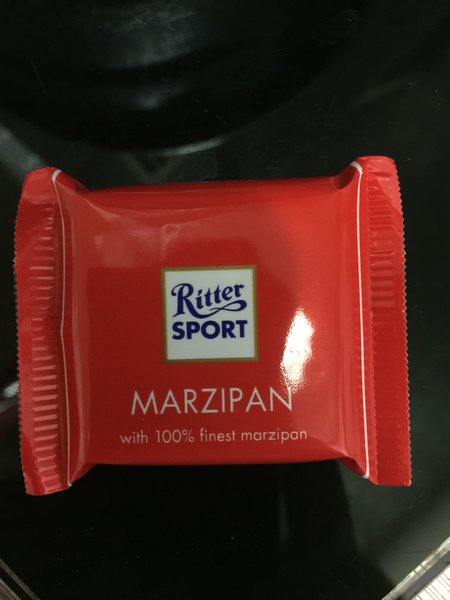 Ritter
SPORT
MARZIPAN
with 100% finest marzipan